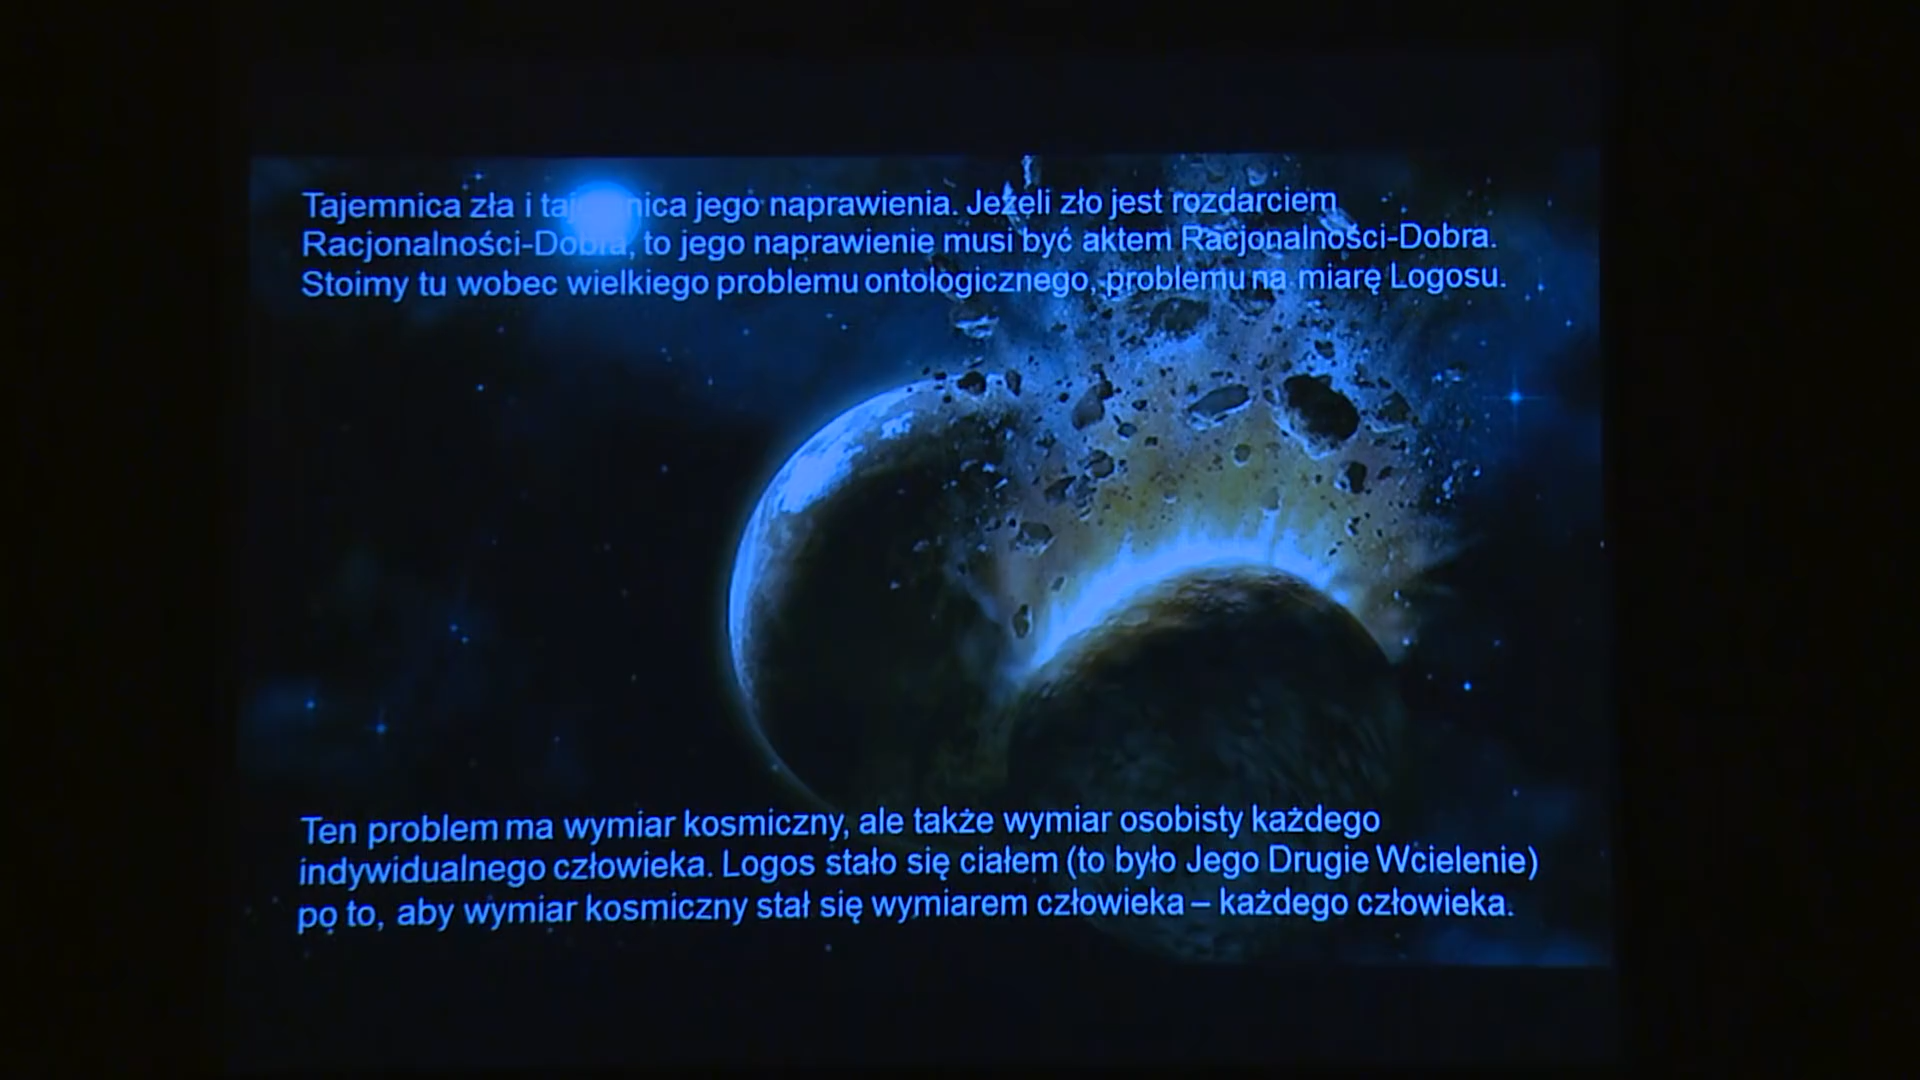 Tajemnica zła i tajemnica jego naprawienia. Jeżeli zło jest rozdarciem
Racjonalności-Dobra, to jego naprawienie musi być aktem Racjonalności-Dobra.
Stoimy tu wobec wielkiego problemu ontologicznego, problemu na miarę Logosu.
Ten problem ma wymiar kosmiczny, ale także wymiar osobisty każdego
indywidualnego człowieka. Logos stało się ciałem (to było Jego Drugie Wcielenie)
po to, aby wymiar kosmiczny stał się wymiarem człowieka – każdego człowieka.